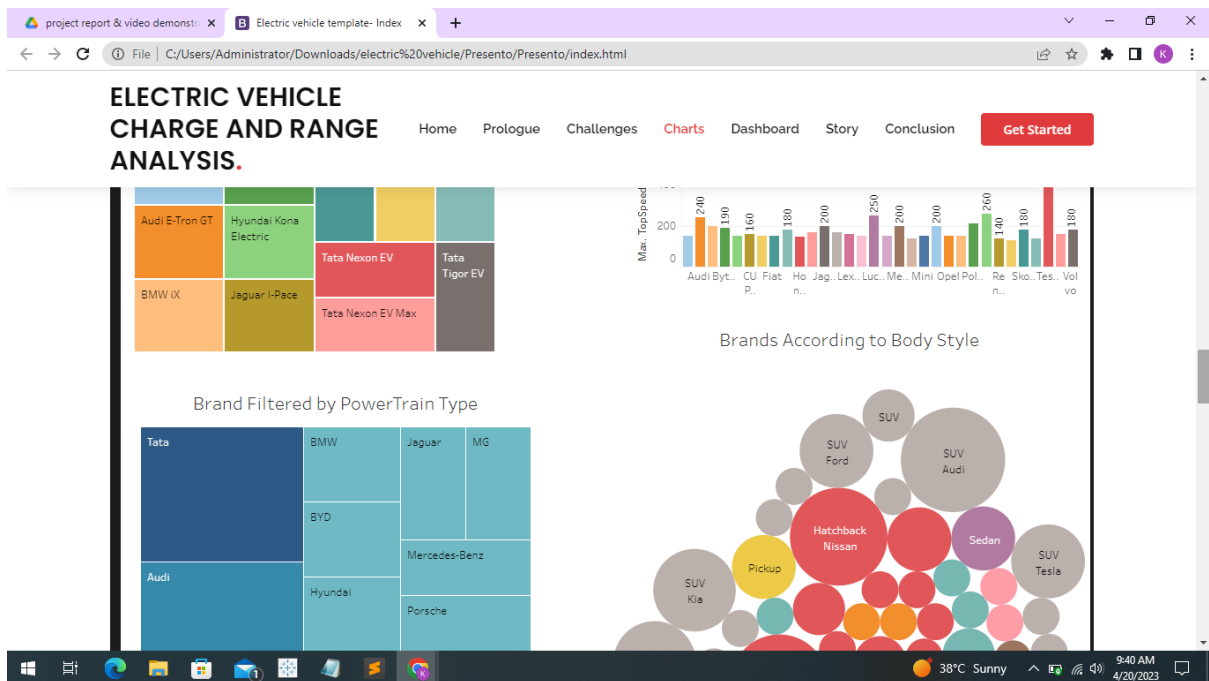 project report & video demonstr
Electric vehicle template- Index
File
C:/Users/Administrator/Downloads/electric%20vehicle/Presento/Presento/index.html
K
ELECTRIC VEHICLE
CHARGE AND RANGE
ANALYSIS.
Home Prologue Challenges Charts Dashboard Story Conclusion Get Started
Audi E-Tron GT
Hyundai Kona
Electric
Tata Nexon EV
Tata
Tigor EV
BMW iX
Jaguar I-Pace
Tata Nexon EV Max
Max. TopSpeed
200
0
240 190 160 180 200 250 200 200 260 140 180 180
Audi Byt.. CU Fiat Ho Jag.. Lex.. Luc.. Me.. Mini Opel Pol.. Re Sko.. Tes.. Vol
P.. n.. n.. vo
Brands According to Body Style
Brand Filtered by PowerTrain Type
Tata
BMW
Jaguar
MG
BYD
Mercedes-Benz
Audi
Hyundai
Porsche
SUV
SUV
Ford
SUV
Audi
Hatchback
Nissan
Sedan
Pickup
SUV
Tesla
SUV
Kia
38°C Sunny
9:40 AM
4/20/2023